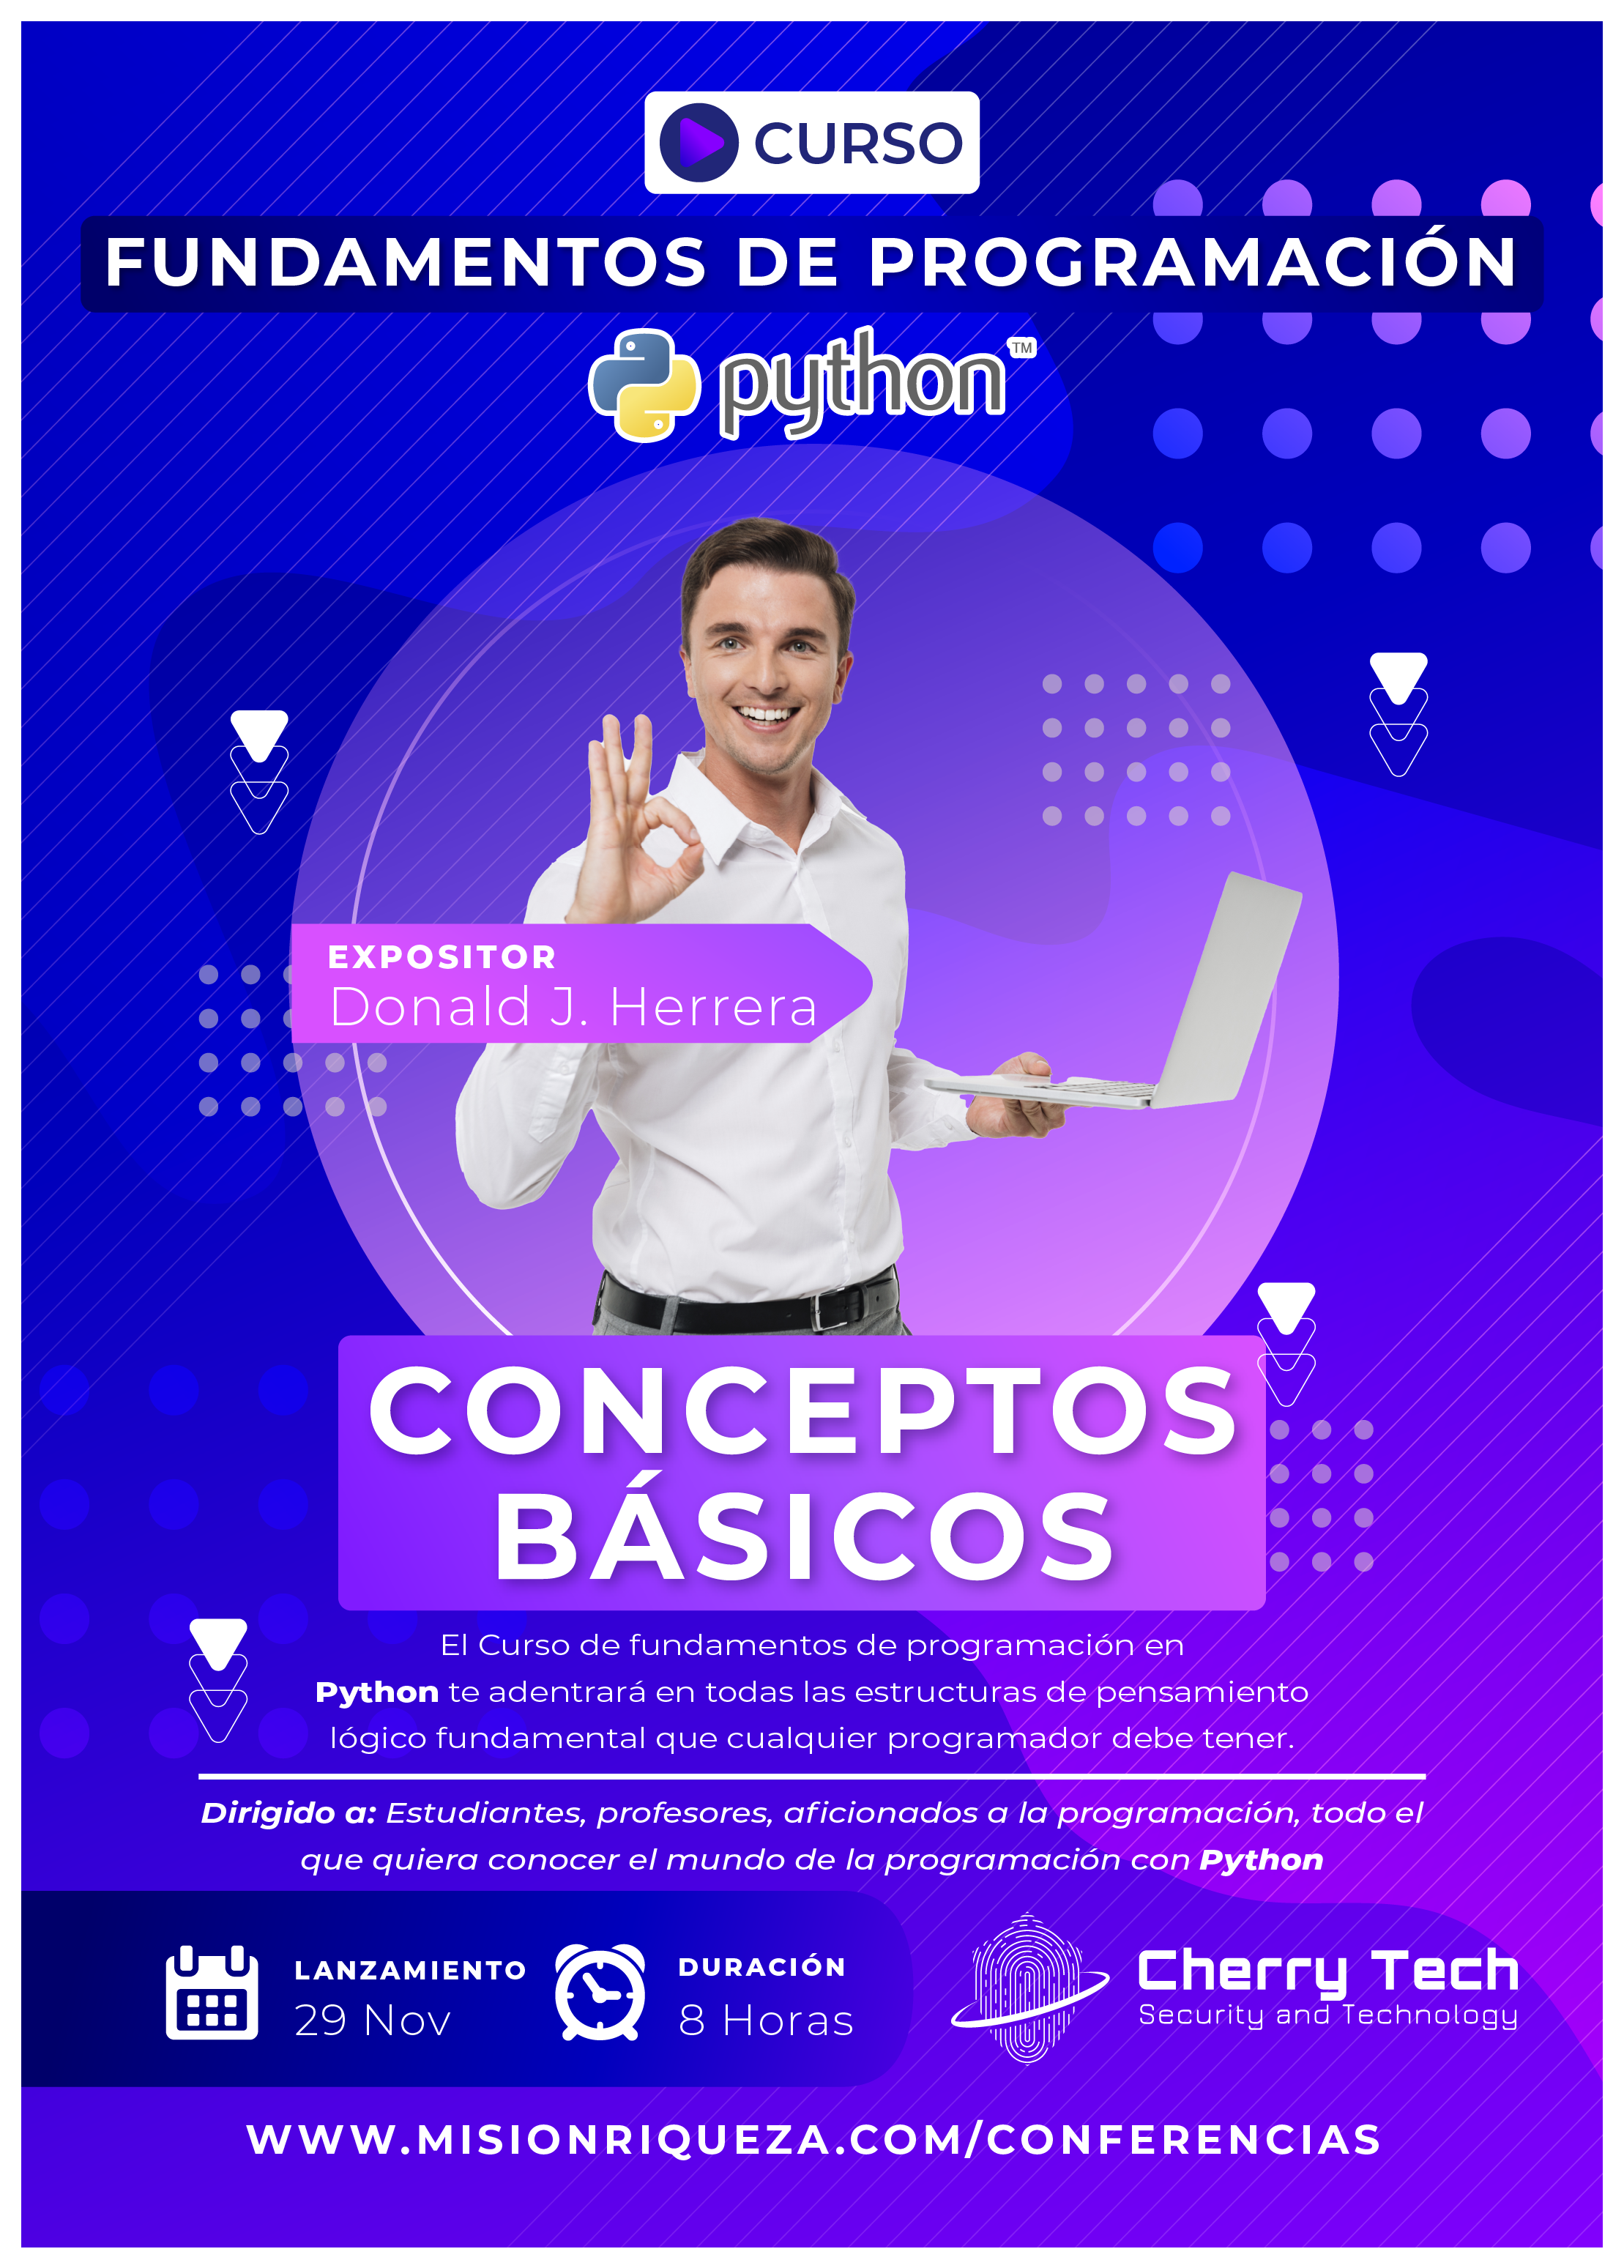 CURSO
FUNDAMENTOS DE PROGRAMACIÓN
python TM
EXPOSITOR
Donald J. Herrera
CONCEPTOS
BÁSICOS
El Curso de fundamentos de programación en
Python te adentrará en todas las estructuras de pensamiento
lógico fundamental que cualquier programador debe tener.
Dirigido a: Estudiantes, profesores, aficionados a la programación, todo el
que quiera conocer el mundo de la programación con Python
LANZAMIENTO
29 Nov
DURACIÓN
8 Horas
Cherry Tech
Security and Technology
WWW.MISIONRIQUEZA.COM/CONFERENCIAS